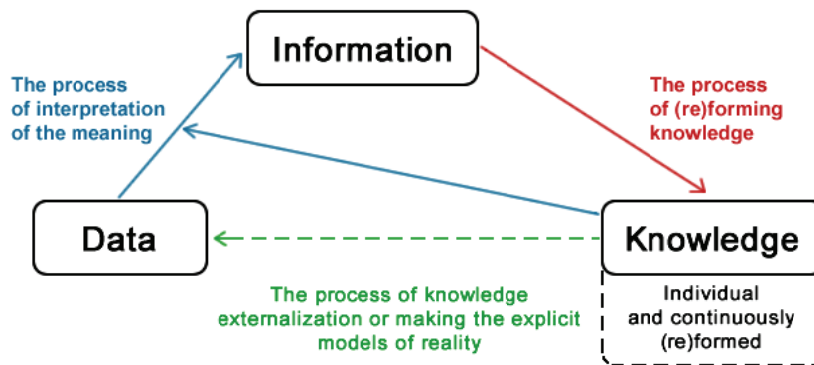 Information
The process
of interpretation
of the meaning
The process
of (re)forming
knowledge
Data
Knowledge
The process of knowledge
externalization or making the explicit
models of reality
Individual
and continuously
(re)formed